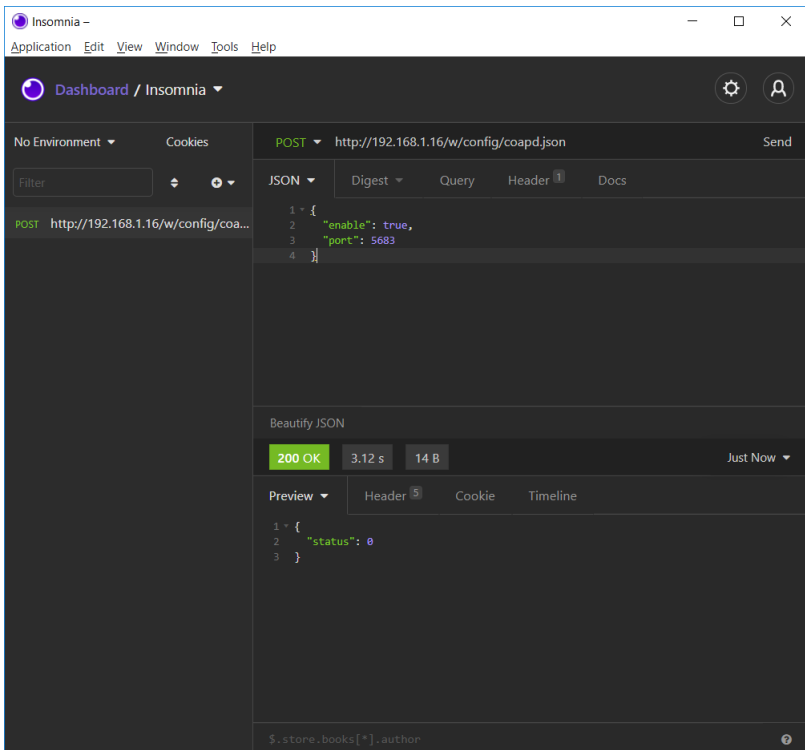 Insomnia –
Application Edit View Window Tools Help
Dashboard / Insomnia
No Environment Cookies
POST http://192.168.1.16/w/config/coapd.json Send
Filter
JSON Digest Query Header 1 Docs
POST http://192.168.1.16/w/config/coa...
1 {
2 "enable": true,
3 "port": 5683
4 }
Beautify JSON
200 OK 3.12 s 14 B Just Now
Preview Header 5 Cookie Timeline
1 {
2 "status": 0
3 }
$.store.books[*].author